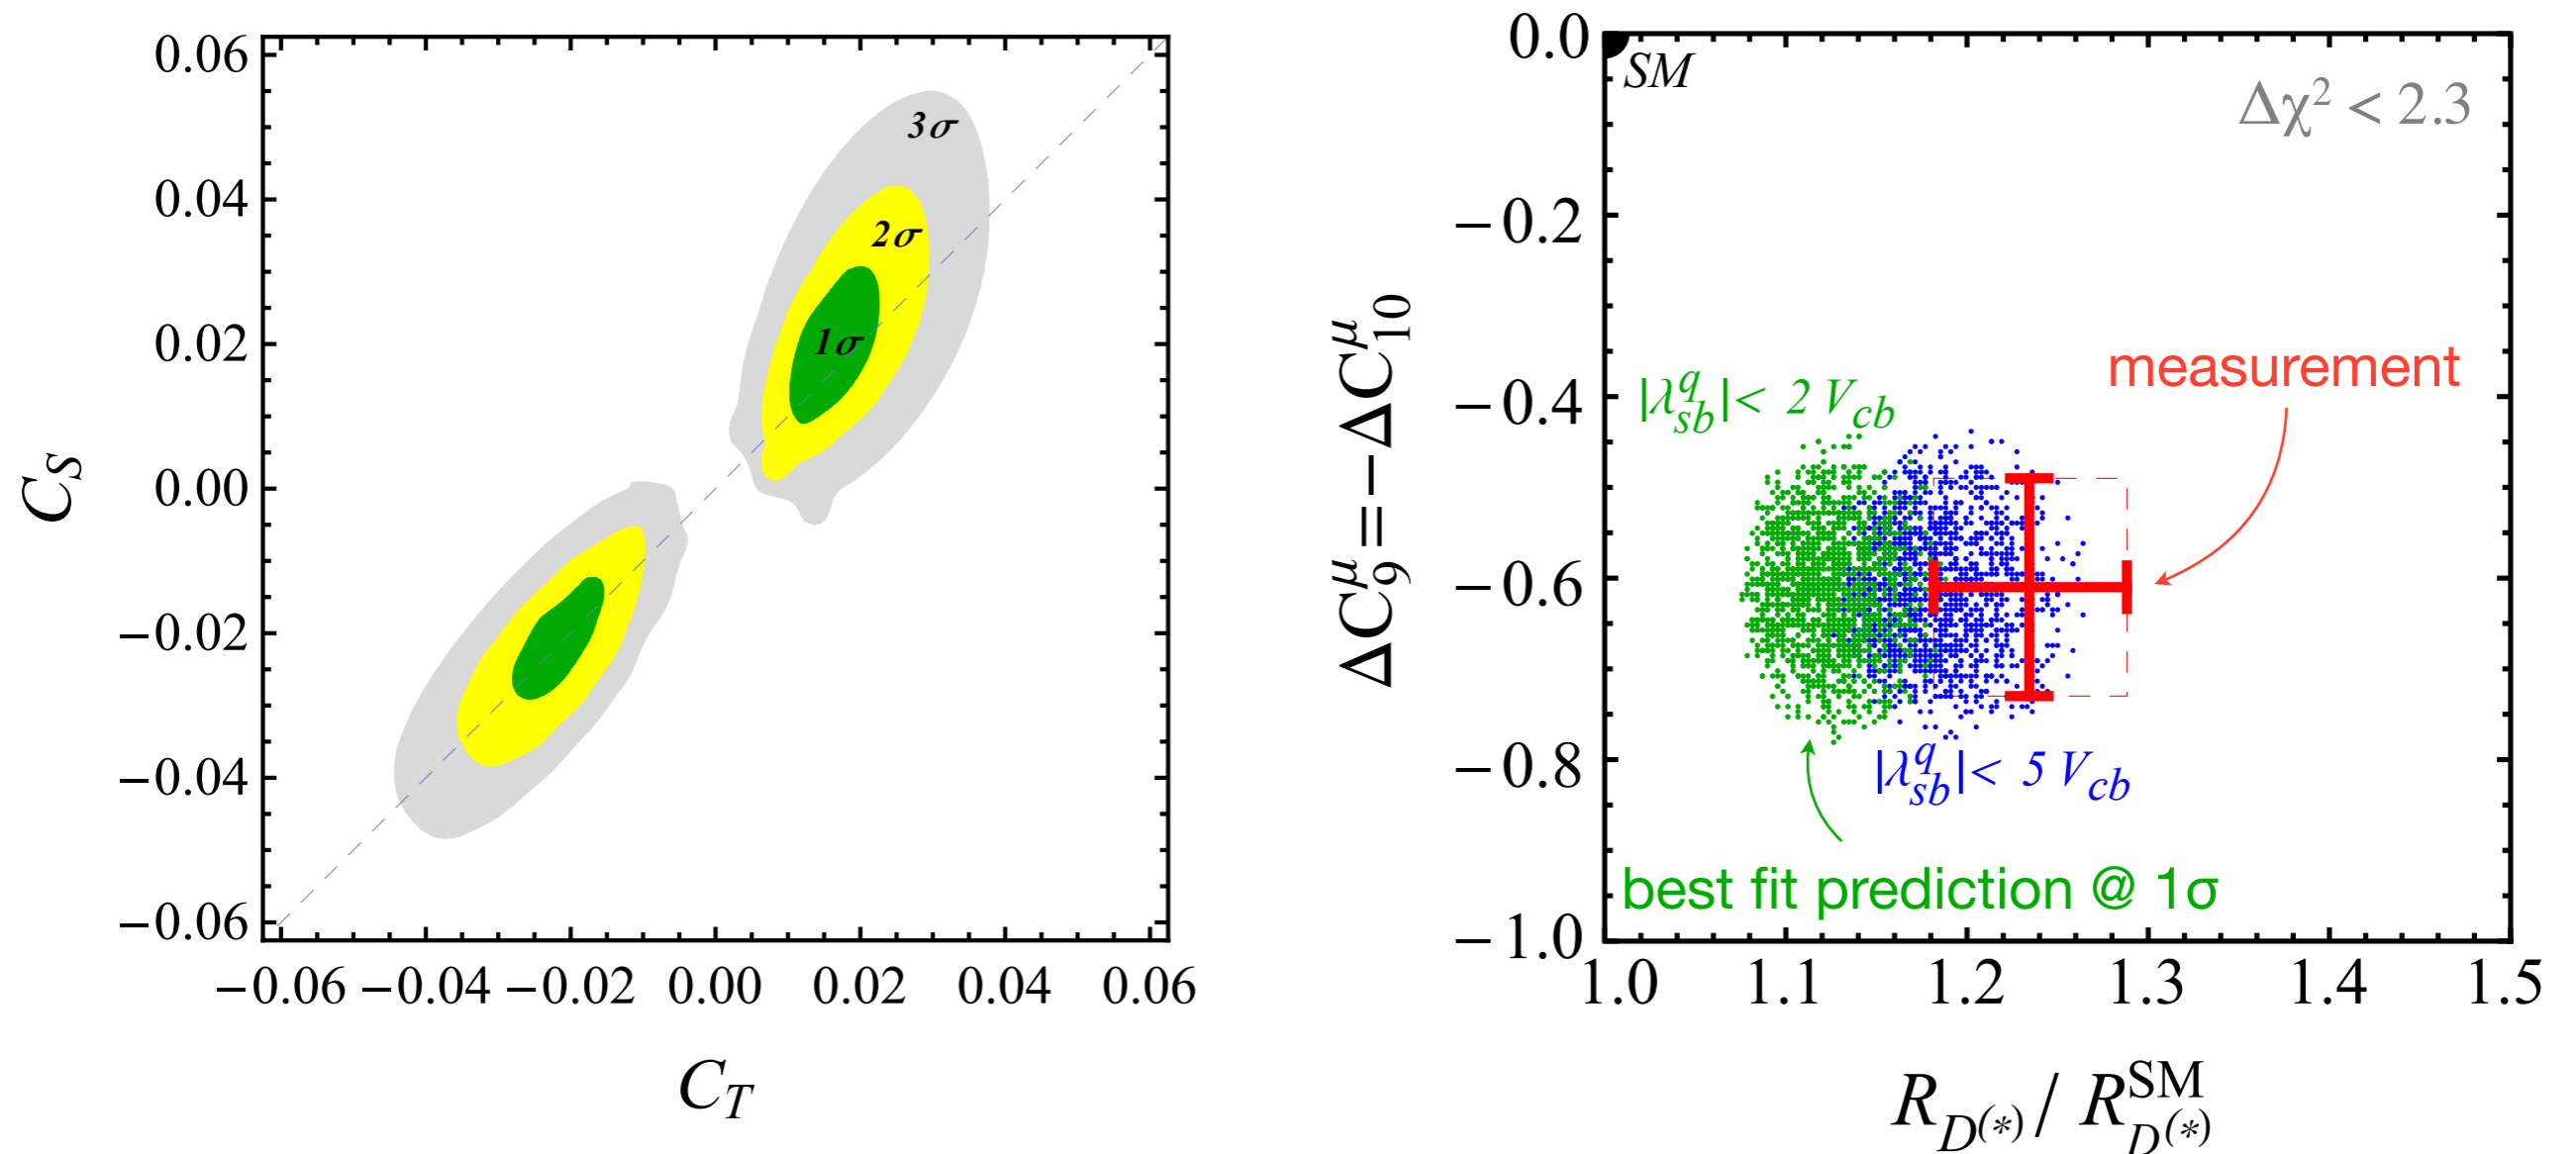 0.06
0.04
0.02
0.00
−0.02
−0.04
−0.06
C_S
3σ
2σ
1σ
−0.06 −0.04 −0.02 0.00 0.02 0.04 0.06
C_T
0.0
−0.2
−0.4
−0.6
−0.8
−1.0
ΔC_9^μ=−ΔC_10^μ
SM
Δχ² < 2.3
measurement
|λ_sb^q|< 2 V_cb
|λ_sb^q|< 5 V_cb
best fit prediction @ 1σ
1.0 1.1 1.2 1.3 1.4 1.5
R_D^(*) / R_D^(*)^SM